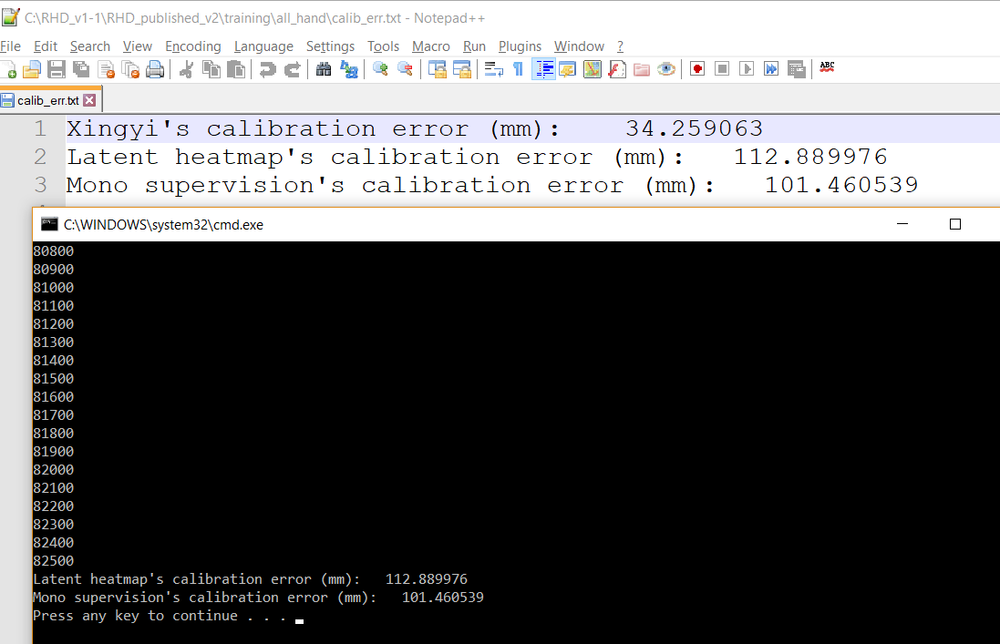 C:\RHD_v1-1\RHD_published_v2\training\all_hand\calib_err.txt - Notepad++
File Edit Search View Encoding Language Settings Tools Macro Run Plugins Window ?
ABC
calib_err.txt
1 Xingyi's calibration error (mm): 34.259063
2 Latent heatmap's calibration error (mm): 112.889976
3 Mono supervision's calibration error (mm): 101.460539
C:\WINDOWS\system32\cmd.exe
80800
80900
81000
81100
81200
81300
81400
81500
81600
81700
81800
81900
82000
82100
82200
82300
82400
82500
Latent heatmap's calibration error (mm): 112.889976
Mono supervision's calibration error (mm): 101.460539
Press any key to continue . . .